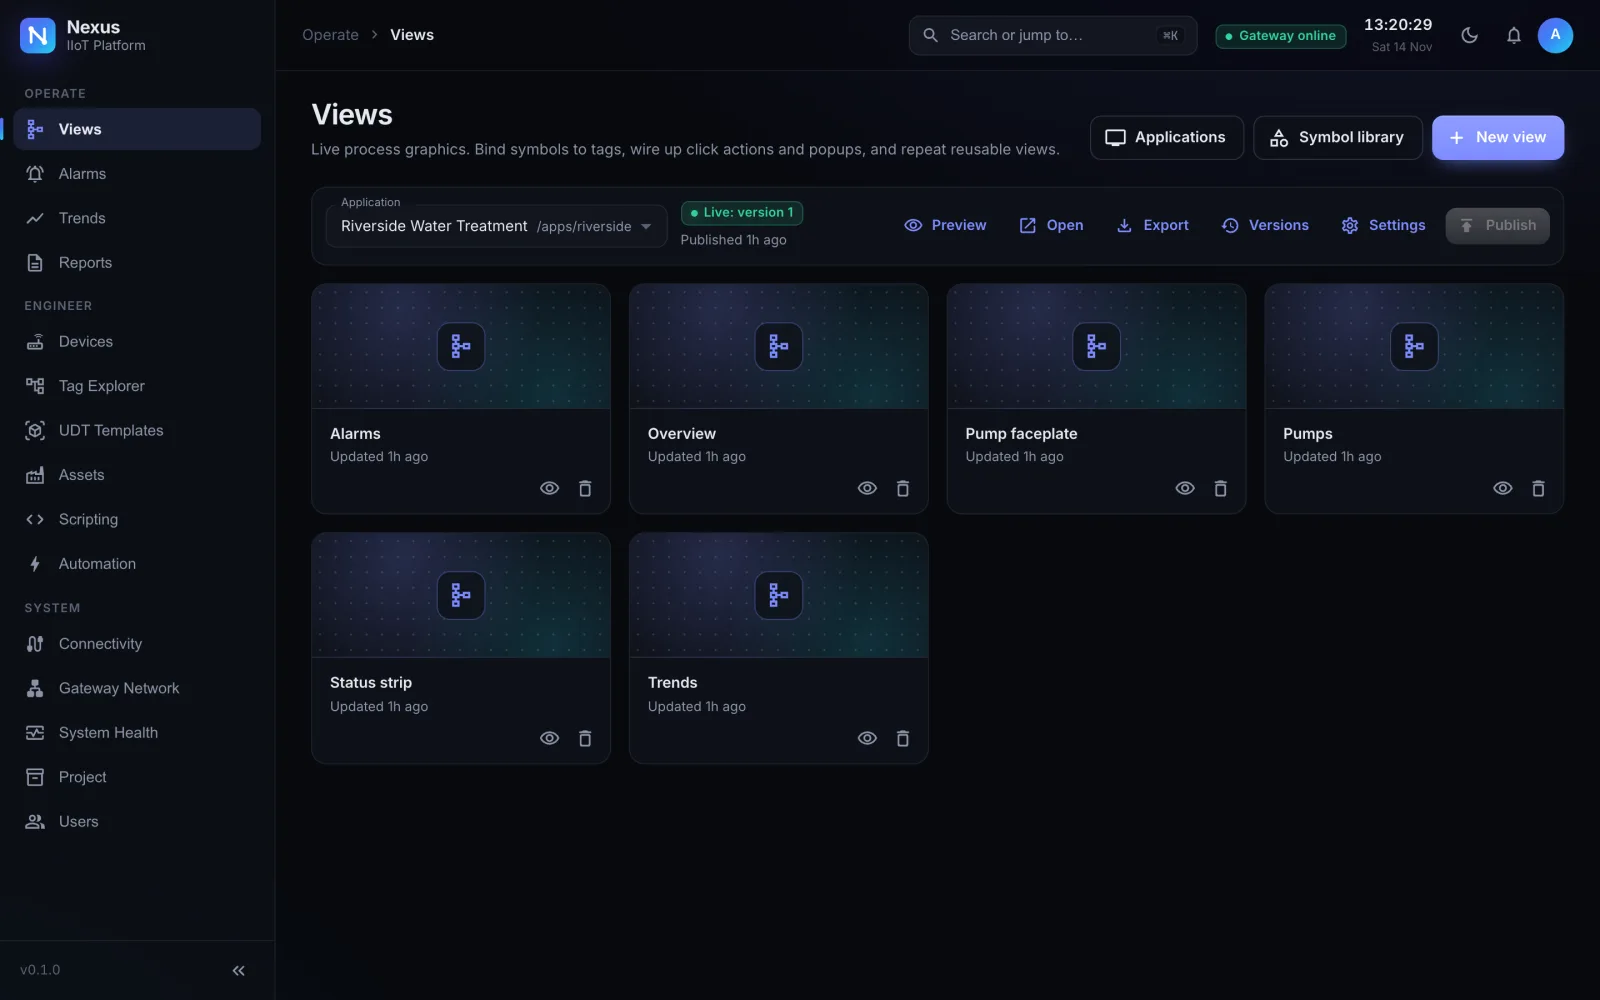 Nexus
IIoT Platform
OPERATE
Views
Alarms
Trends
Reports
ENGINEER
Devices
Tag Explorer
UDT Templates
Assets
Scripting
Automation
SYSTEM
Connectivity
Gateway Network
System Health
Project
Users
v0.1.0
Operate > Views
Search or jump to… ⌘K
Gateway online
13:20:29
Sat 14 Nov
A
Views
Live process graphics. Bind symbols to tags, wire up click actions and popups, and repeat reusable views.
Applications
Symbol library
New view
Application
Riverside Water Treatment /apps/riverside
Live: version 1
Published 1h ago
Preview
Open
Export
Versions
Settings
Publish
Alarms
Updated 1h ago
Overview
Updated 1h ago
Pump faceplate
Updated 1h ago
Pumps
Updated 1h ago
Status strip
Updated 1h ago
Trends
Updated 1h ago